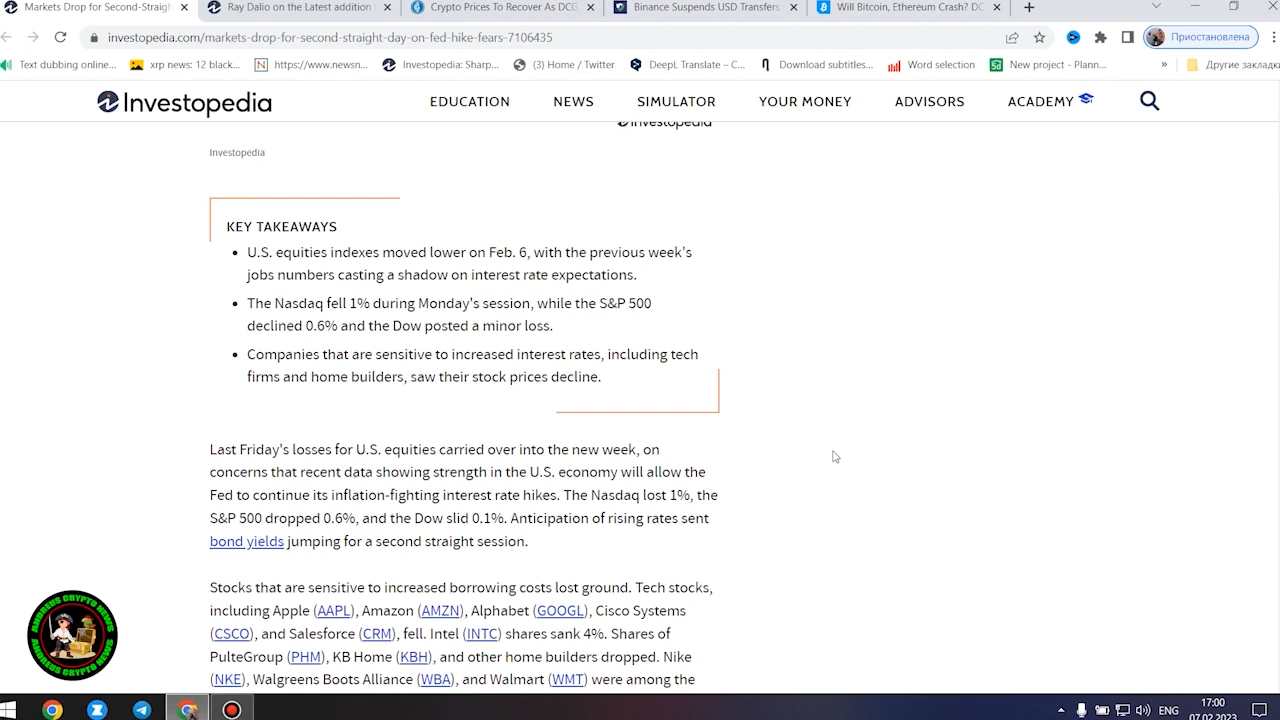 Markets Drop for Second-Straigh
Ray Dalio on the Latest addition
Crypto Prices To Recover As DCG
Binance Suspends USD Transfers
Will Bitcoin, Ethereum Crash? DC
investopedia.com/markets-drop-for-second-straight-day-on-fed-hike-fears-7106435
Приостановлена
Text dubbing online...
xrp news: 12 black...
https://www.newsn...
Investopedia: Sharp...
(3) Home / Twitter
DeepL Translate – C...
Download subtitles...
Word selection
New project - Plann...
»
Другие закладки
Investopedia
EDUCATION
NEWS
SIMULATOR
YOUR MONEY
ADVISORS
ACADEMY
Investopedia
Investopedia
KEY TAKEAWAYS
• U.S. equities indexes moved lower on Feb. 6, with the previous week's
jobs numbers casting a shadow on interest rate expectations.
• The Nasdaq fell 1% during Monday's session, while the S&P 500
declined 0.6% and the Dow posted a minor loss.
• Companies that are sensitive to increased interest rates, including tech
firms and home builders, saw their stock prices decline.
Last Friday's losses for U.S. equities carried over into the new week, on
concerns that recent data showing strength in the U.S. economy will allow the
Fed to continue its inflation-fighting interest rate hikes. The Nasdaq lost 1%, the
S&P 500 dropped 0.6%, and the Dow slid 0.1%. Anticipation of rising rates sent
bond yields jumping for a second straight session.
Stocks that are sensitive to increased borrowing costs lost ground. Tech stocks,
including Apple (AAPL), Amazon (AMZN), Alphabet (GOOGL), Cisco Systems
(CSCO), and Salesforce (CRM), fell. Intel (INTC) shares sank 4%. Shares of
PulteGroup (PHM), KB Home (KBH), and other home builders dropped. Nike
(NKE), Walgreens Boots Alliance (WBA), and Walmart (WMT) were among the
ANDREUS CRYPTO NEWS
ANDREUS CRYPTO NEWS
ENG
17:00
07.02.2023